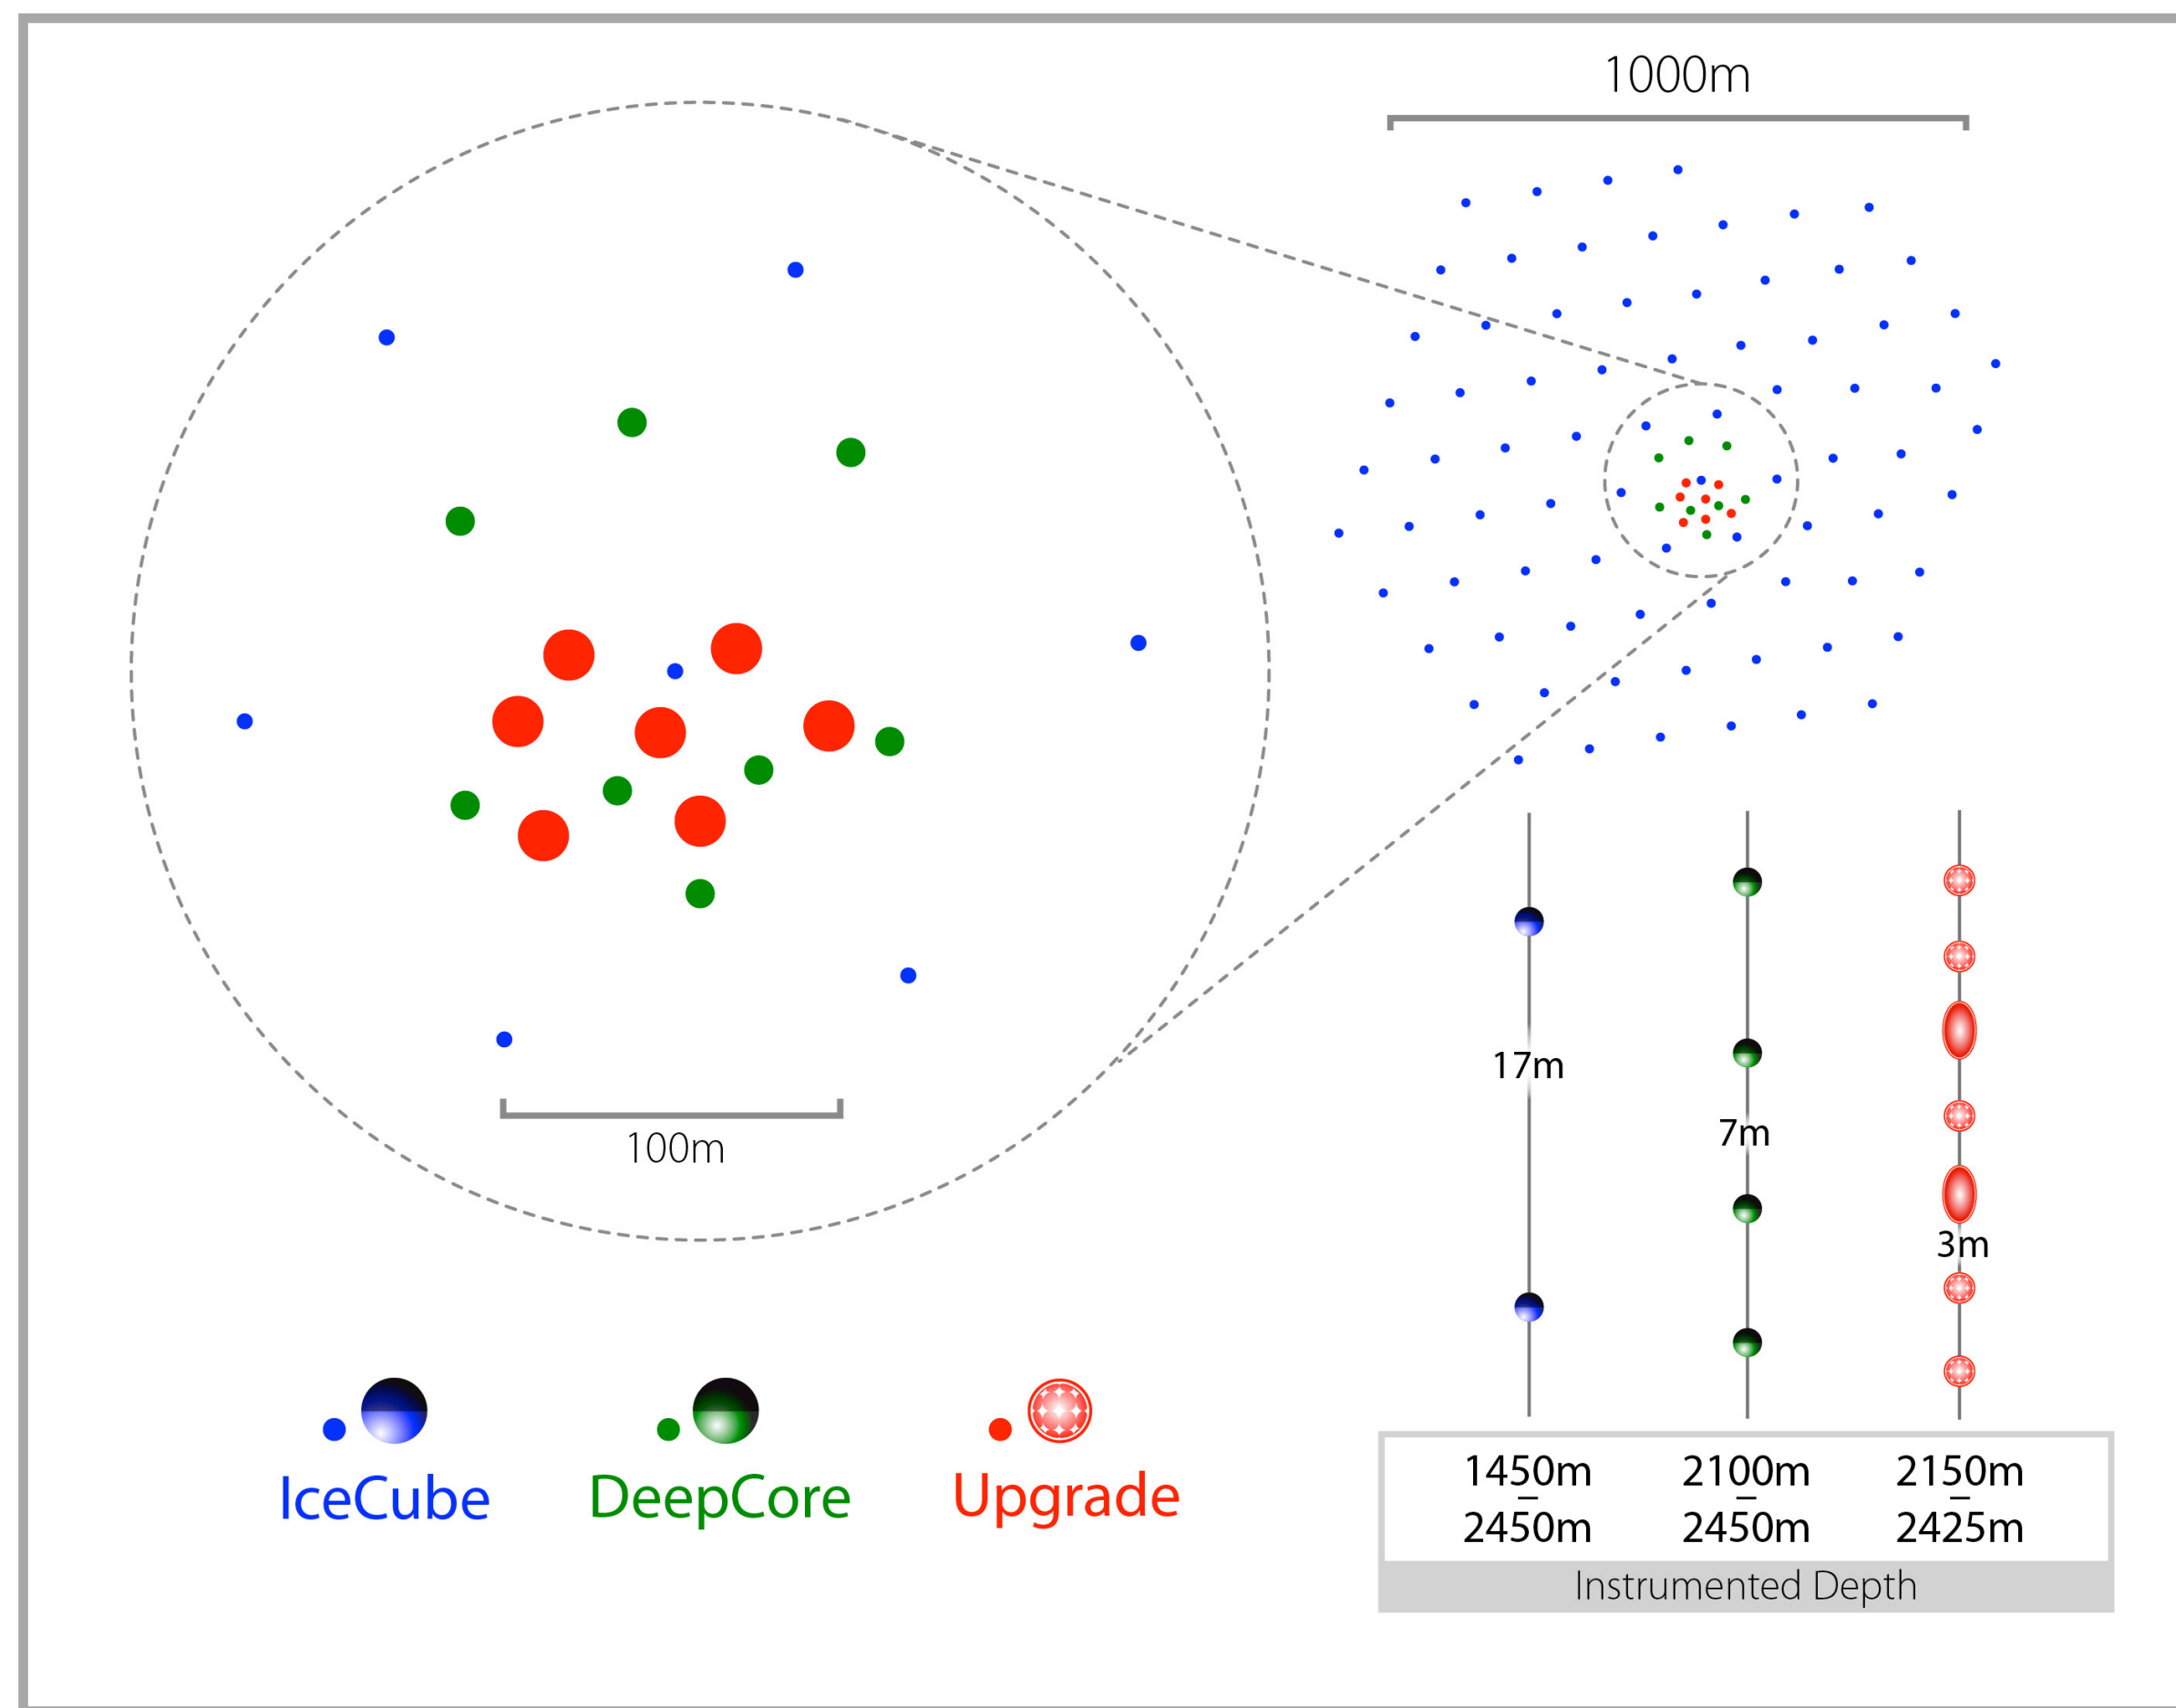 1000m
100m
17m
7m
3m
IceCube
DeepCore
Upgrade
1450m
–
2450m
2100m
–
2450m
2150m
–
2425m
Instrumented Depth